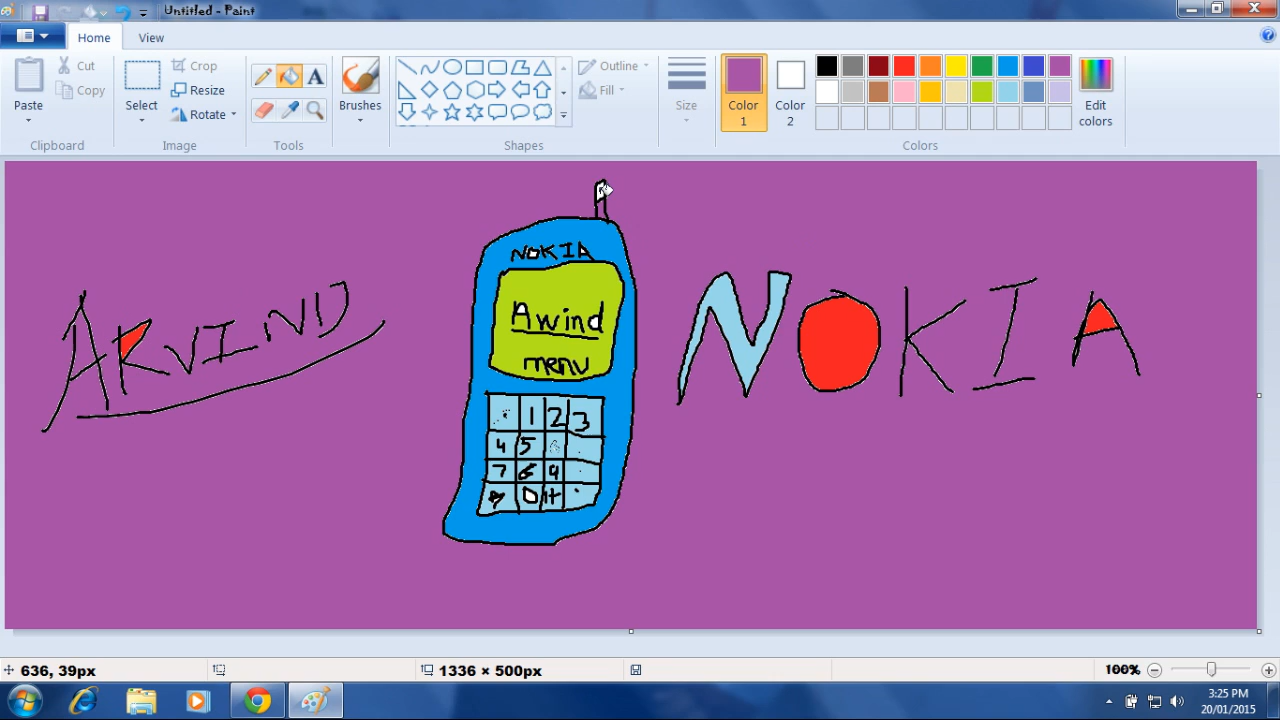 Untitled - Paint
Home View
Paste
Cut
Copy
Clipboard
Select
Crop
Resize
Rotate
Image
A
Tools
Brushes
Outline
Fill
Shapes
Size
Color 1
Color 2
Edit colors
Colors
ARVIND
NOKIA
menu
1 2 3
4 5
7 6 9
0
NOKIA
636, 39px
1336 × 500px
100%
3:25 PM
20/01/2015